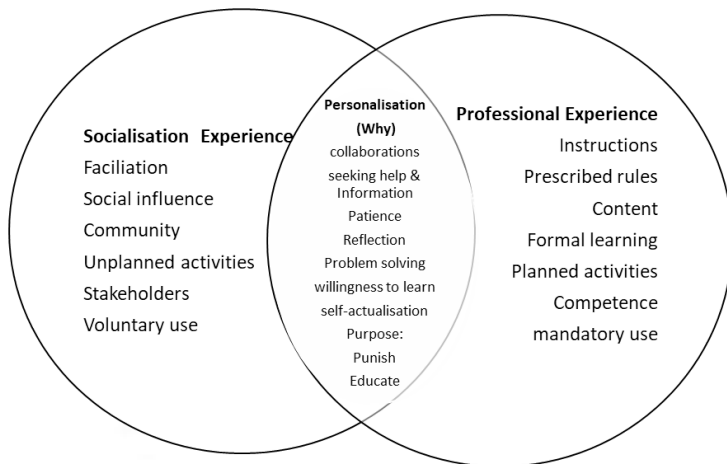 Socialisation Experience
Faciliation
Social influence
Community
Unplanned activities
Stakeholders
Voluntary use
Personalisation
(Why)
collaborations
seeking help &
Information
Patience
Reflection
Problem solving
willingness to learn
self-actualisation
Purpose:
Punish
Educate
Professional Experience
Instructions
Prescribed rules
Content
Formal learning
Planned activities
Competence
mandatory use